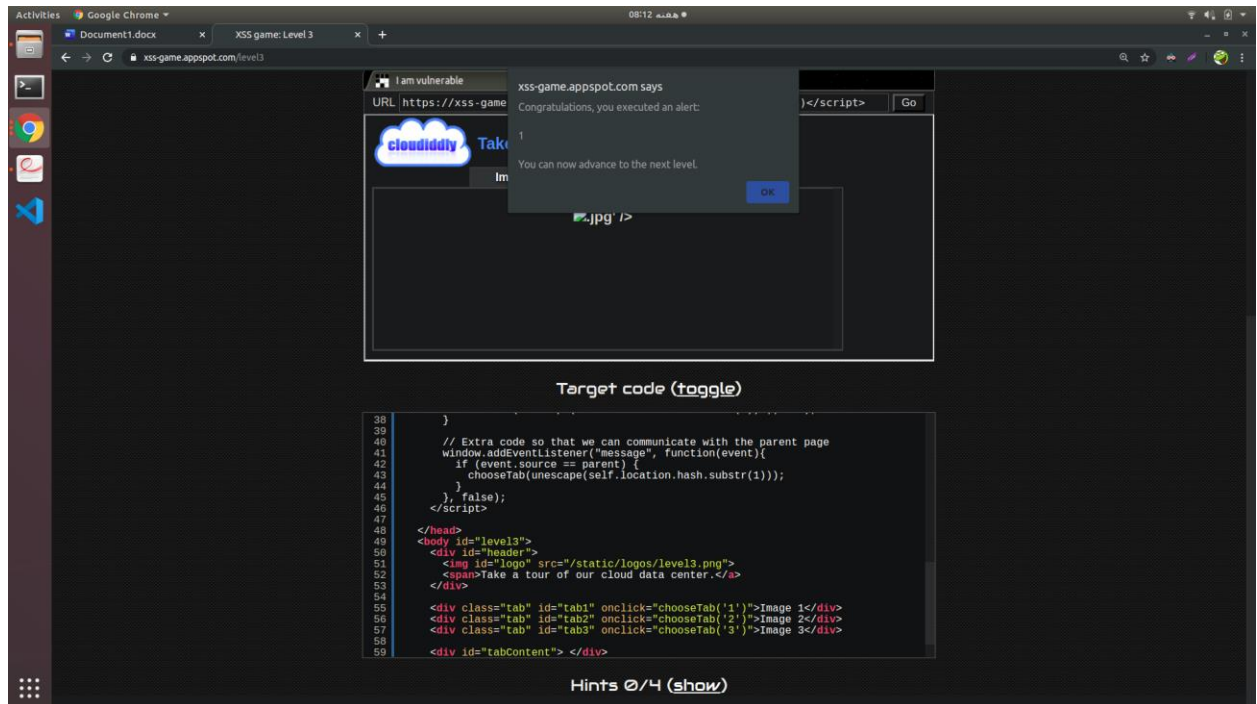 Activities Google Chrome 08:12 هفته
Document1.docx x XSS game: Level 3 x +
xss-game.appspot.com/level3
I am vulnerable
URL https://xss-game )</script> Go
xss-game.appspot.com says
Congratulations, you executed an alert:
1
You can now advance to the next level.
OK
cloudiddly Take
Im
.jpg' />
Target code (toggle)
38 }
39
40 // Extra code so that we can communicate with the parent page
41 window.addEventListener("message", function(event){
42 if (event.source == parent) {
43 chooseTab(unescape(self.location.hash.substr(1)));
44 }
45 }, false);
46 </script>
47
48 </head>
49 <body id="level3">
50 <div id="header">
51 <img id="logo" src="/static/logos/level3.png">
52 <span>Take a tour of our cloud data center.</a>
53 </div>
54
55 <div class="tab" id="tab1" onclick="chooseTab('1')">Image 1</div>
56 <div class="tab" id="tab2" onclick="chooseTab('2')">Image 2</div>
57 <div class="tab" id="tab3" onclick="chooseTab('3')">Image 3</div>
58
59 <div id="tabContent"> </div>
Hints 0/4 (show)